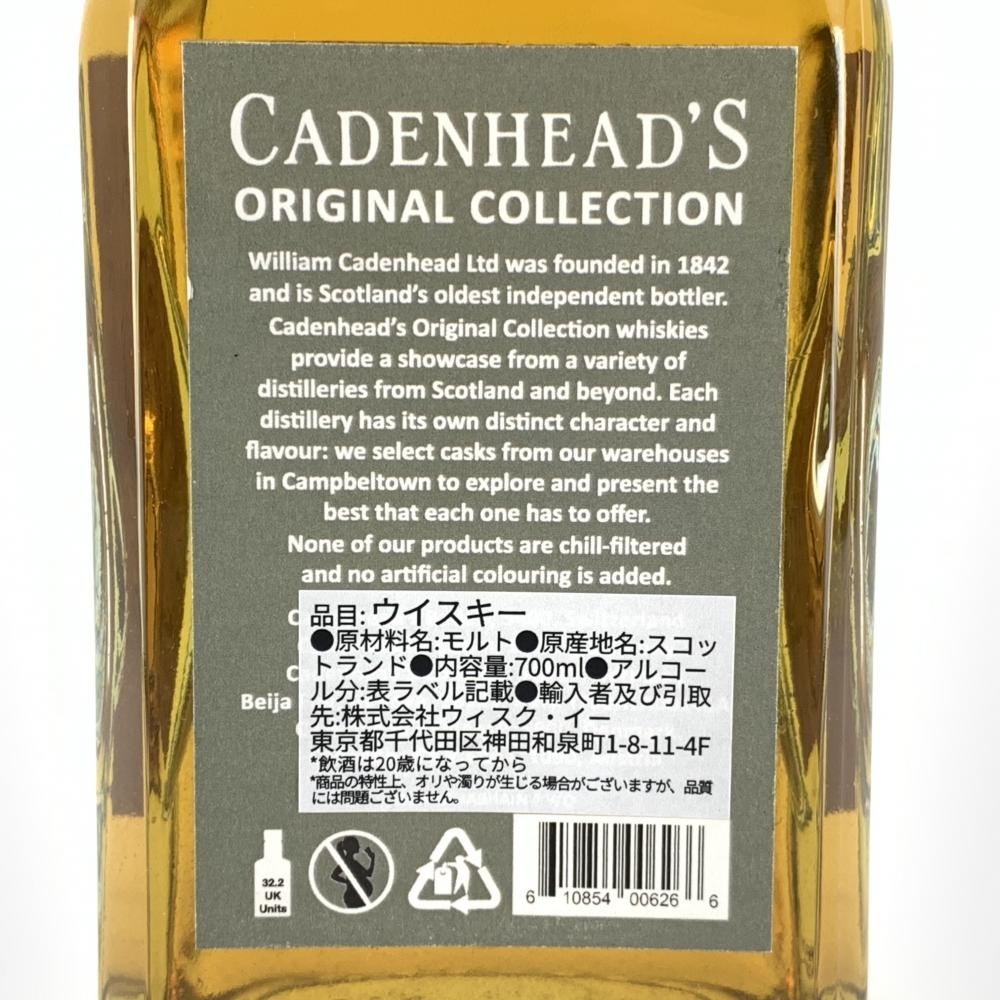 CADENHEAD'S
ORIGINAL COLLECTION
William Cadenhead Ltd was founded in 1842
and is Scotland's oldest independent bottler.
Cadenhead's Original Collection whiskies
provide a showcase from a variety of
distilleries from Scotland and beyond. Each
distillery has its own distinct character and
flavour: we select casks from our warehouses
in Campbeltown to explore and present the
best that each one has to offer.
None of our products are chill-filtered
and no artificial colouring is added.
品目: ウイスキー
●原材料名:モルト●原産地名:スコッ
トランド●内容量:700ml●アルコー
ル分:表ラベル記載●輸入者及び引取
先:株式会社ウィスク・イー
東京都千代田区神田和泉町1-8-11-4F
*飲酒は20歳になってから
*商品の特性上、オリや濁りが生じる場合がございますが、品質
には問題ございません。
Beija
32.2
UK
Units
6 10854 00626 6